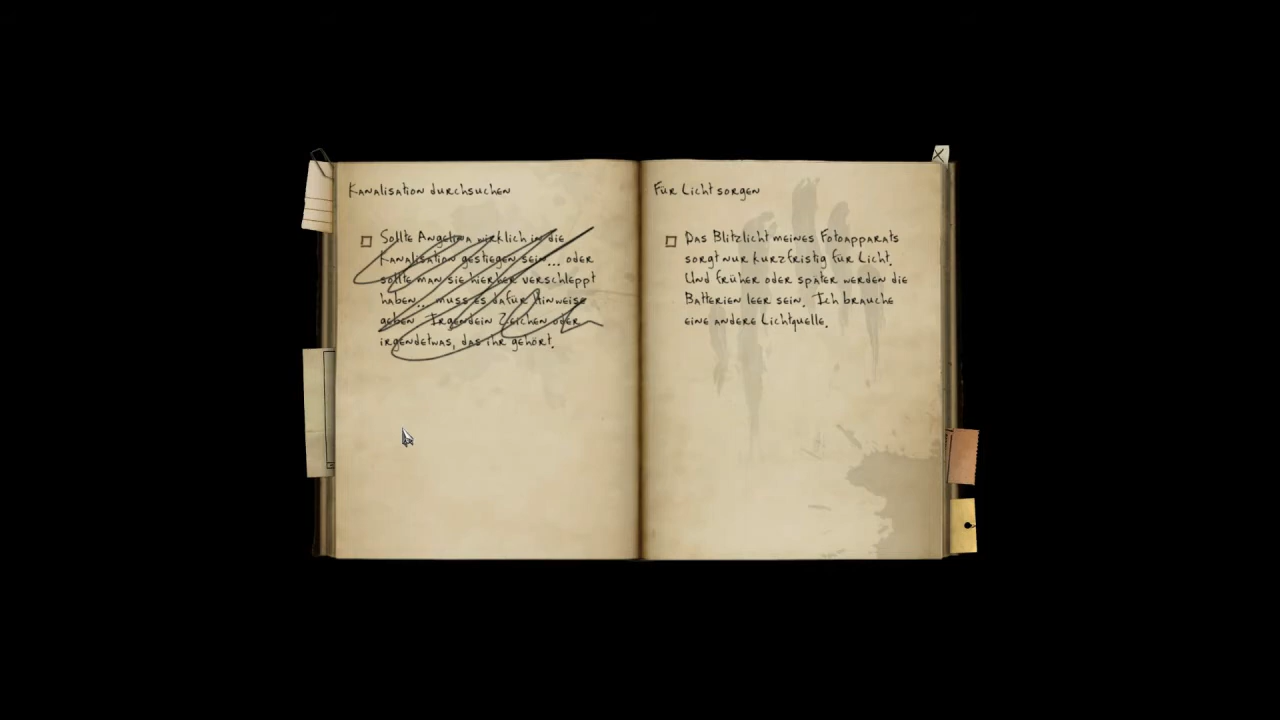 Kanalisation durchsuchen
Sollte Angelina wirklich in die
Kanalisation gestiegen sein... oder
sollte man sie hierher verschleppt
haben... muss es dafür Hinweise
geben. Irgendein Zeichen oder
irgendetwas, das ihr gehört.
Für Licht sorgen
Das Blitzlicht meines Fotoapparats
sorgt nur kurzfristig für Licht.
Und früher oder später werden die
Batterien leer sein. Ich brauche
eine andere Lichtquelle.